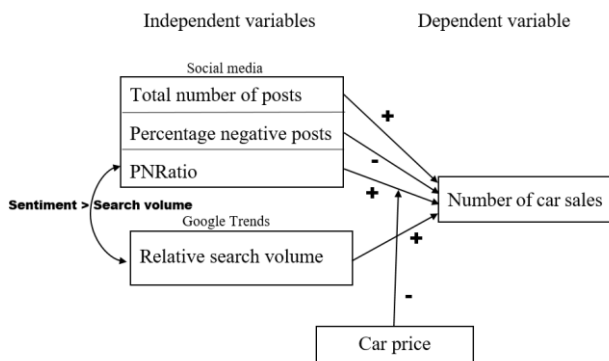 Independent variables
Dependent variable
Social media
Total number of posts
+
Percentage negative posts
-
PNRatio
+
Number of car sales
Sentiment > Search volume
Google Trends
+
Relative search volume
-
Car price